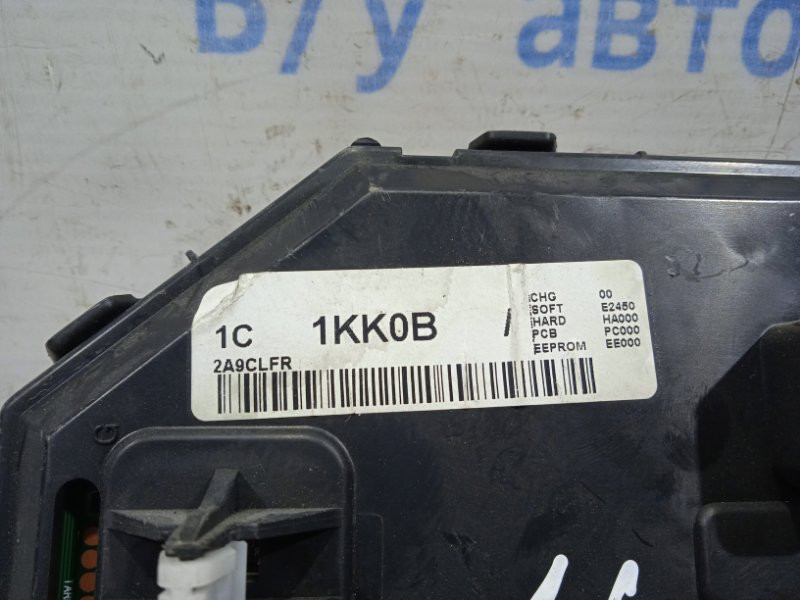 Б/у авто
1C 1KK0B /
2A9CLFR
CHG 00
SOFT E2450
HARD HA000
PCB PC000
EEPROM EE000
G